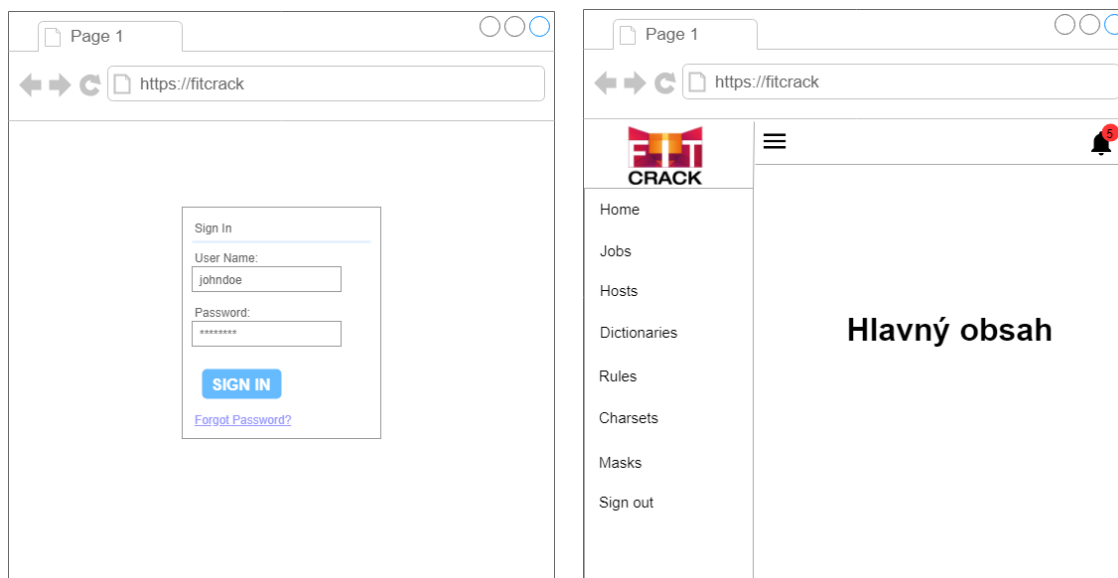 Page 1
https://fitcrack
Sign In
User Name:
johndoe
Password:
********
SIGN IN
Forgot Password?
Page 1
https://fitcrack
FIT
CRACK
5
Home
Jobs
Hosts
Dictionaries
Rules
Charsets
Masks
Sign out
Hlavný obsah